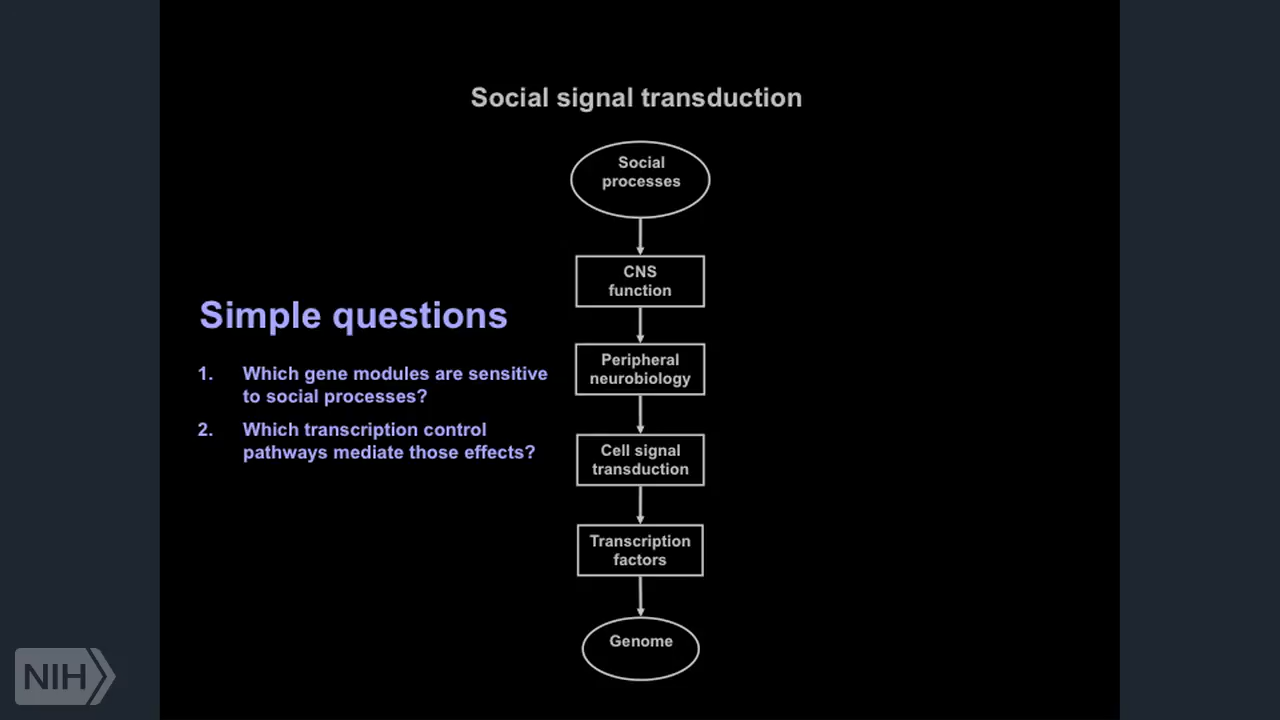 Social signal transduction
Social
processes
CNS
function
Peripheral
neurobiology
Cell signal
transduction
Transcription
factors
Genome
Simple questions
1. Which gene modules are sensitive
to social processes?
2. Which transcription control
pathways mediate those effects?
NIH